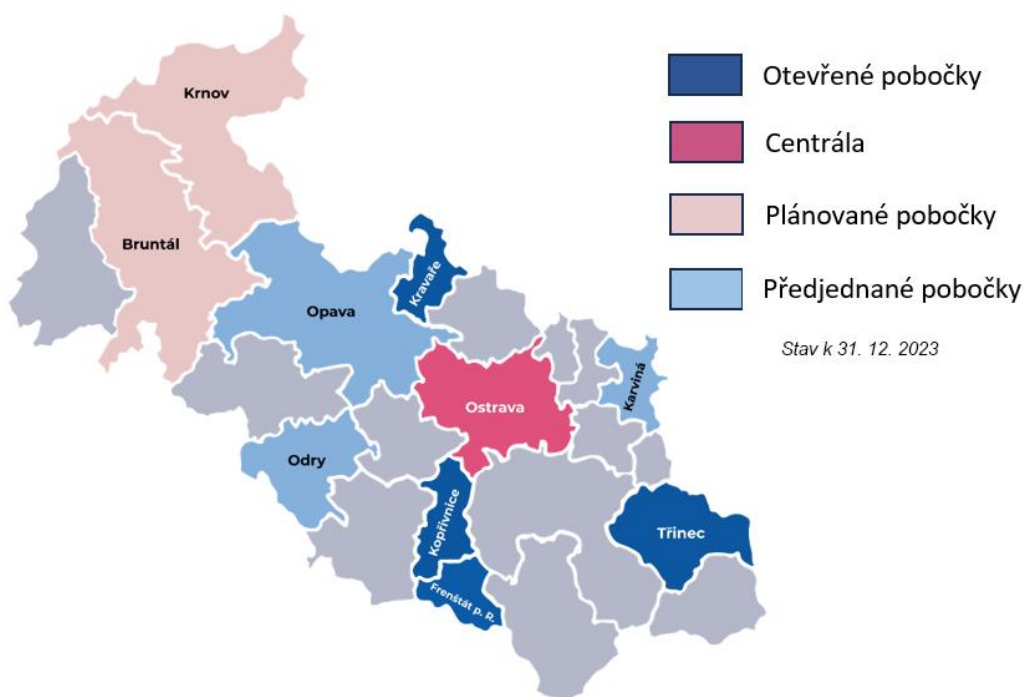 Krnov
Otevřené pobočky
Centrála
Plánované pobočky
Bruntál
Kravaře
Předjednané pobočky
Opava
Stav k 31. 12. 2023
Karviná
Ostrava
Odry
Kopřivnice
Třinec
Frenštát p. R.